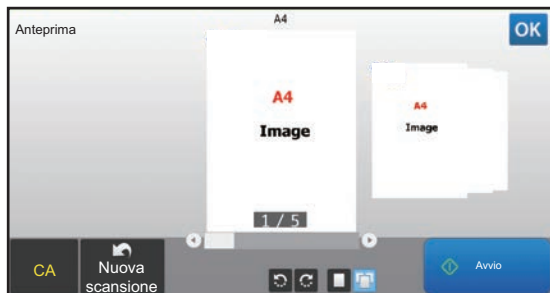 A4
Anteprima
OK
A4
Image
A4
Image
1 / 5
CA
Nuova
scansione
Avvio